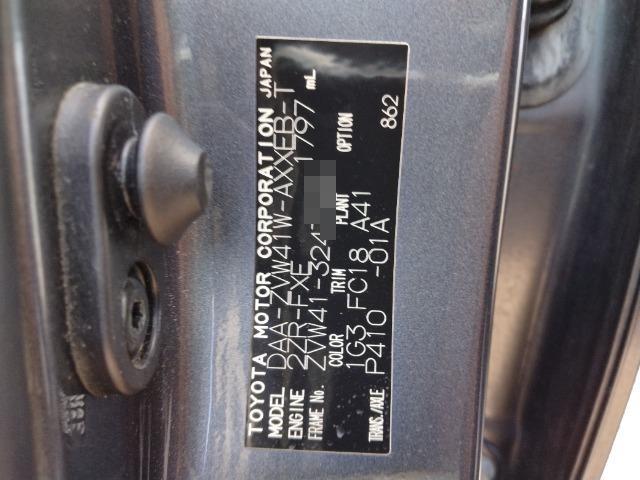 TOYOTA MOTOR CORPORATION JAPAN
MODEL DAA-ZVW41W-AXXEB-T
ENGINE 2ZR-FXE 1797 mL
FRAME No. ZVW41-324
COLOR TRIM PLANT OPTION
1G3 FC18 A41 862
TRANS./AXLE P410 -01A